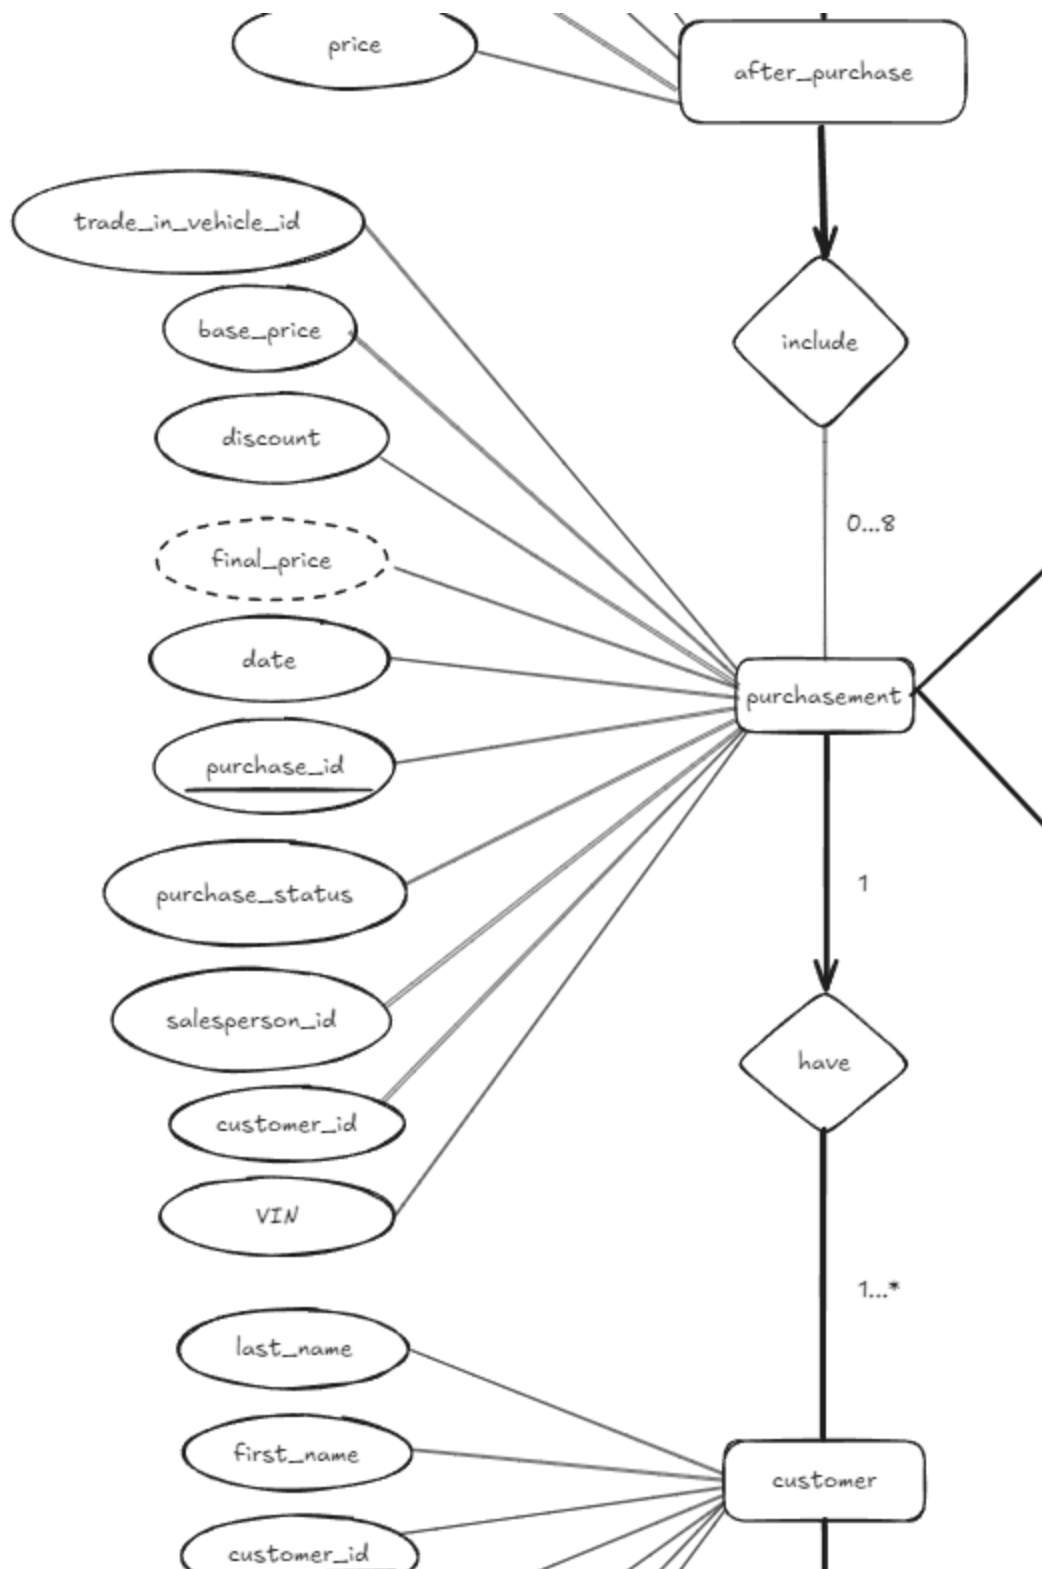 price
after_purchase
trade_in_vehicle_id
base_price
include
discount
0...8
final_price
date
purchasement
purchase_id
1
purchase_status
salesperson_id
have
customer_id
VIN
1...*
last_name
first_name
customer
customer_id